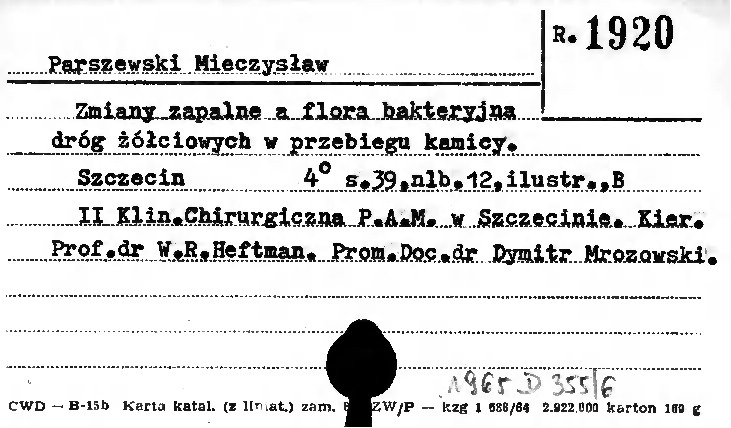 R. 1920
Parszewski Mieczysław
Zmiany zapalne a flora bakteryjna
dróg żółciowych w przebiegu kamicy.
Szczecin 4° s.39,nlb.12,ilustr.,B
II Klin.Chirurgiczna P.A.M. w Szczecinie. Kier.
Prof.dr W.R.Heftman. Prom.Doc.dr Dymitr Mrozowski.
1965 D 355/6
CWD — B-15b Karta katal. (z liniat.) zam. ZW/P — kzg 1 688/64 2.922.000 karton 169 g